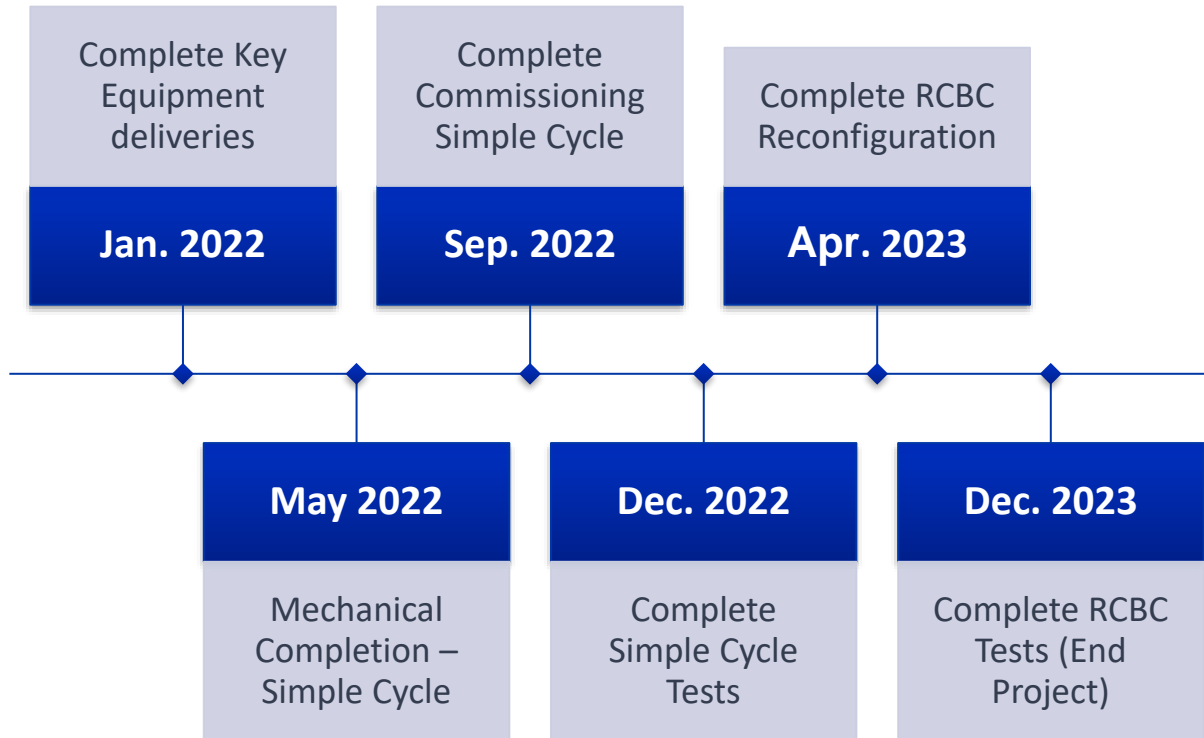 Complete Key
Equipment
deliveries
Jan. 2022
Complete
Commissioning
Simple Cycle
Sep. 2022
Complete RCBC
Reconfiguration
Apr. 2023
May 2022
Mechanical
Completion –
Simple Cycle
Dec. 2022
Complete
Simple Cycle
Tests
Dec. 2023
Complete RCBC
Tests (End
Project)